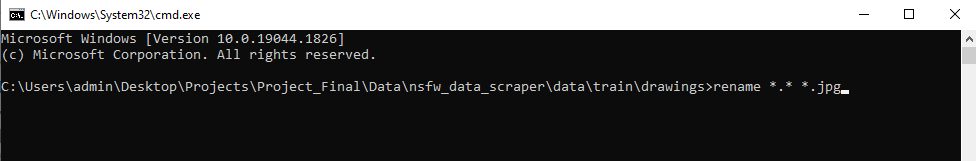 C:\Windows\System32\cmd.exe
Microsoft Windows [Version 10.0.19044.1826]
(c) Microsoft Corporation. All rights reserved.
C:\Users\admin\Desktop\Projects\Project_Final\Data\nsfw_data_scraper\data\train\drawings>rename *.* *.jpg